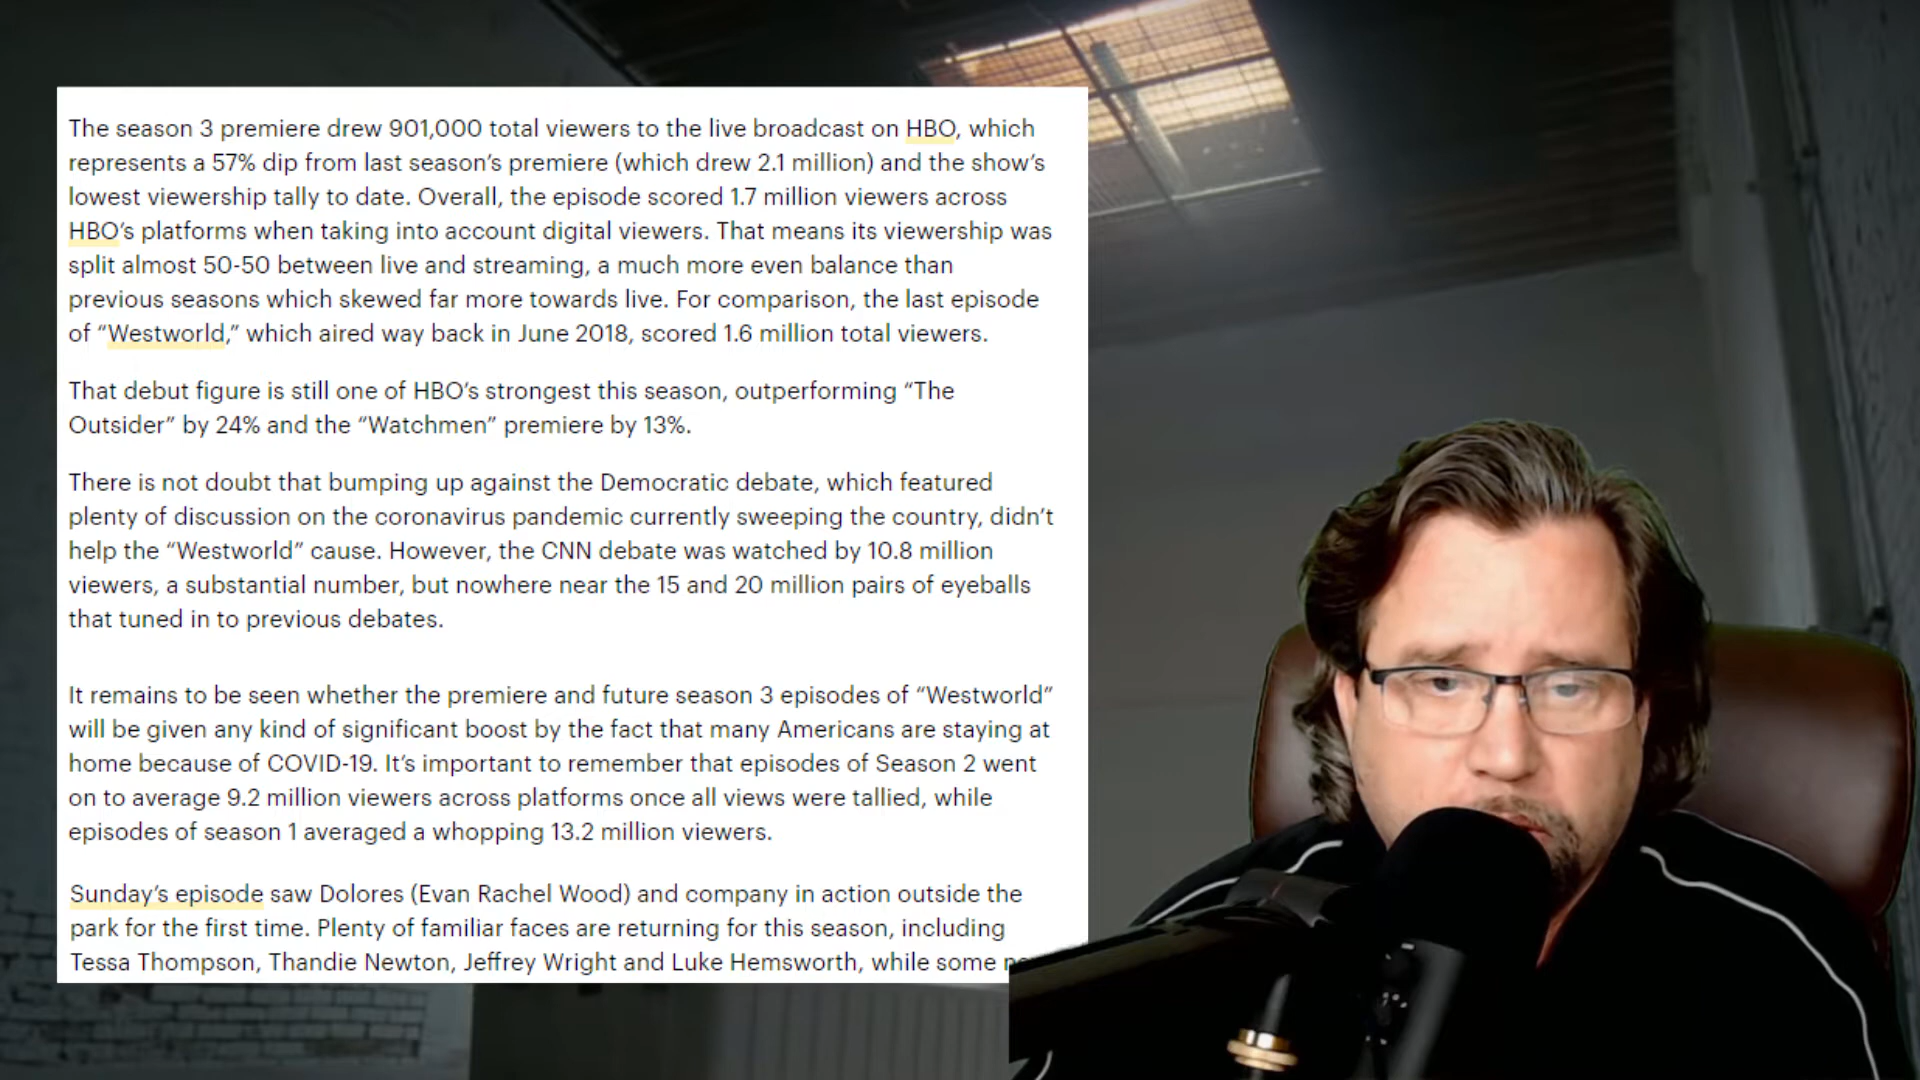 The season 3 premiere drew 901,000 total viewers to the live broadcast on HBO, which
represents a 57% dip from last season's premiere (which drew 2.1 million) and the show's
lowest viewership tally to date. Overall, the episode scored 1.7 million viewers across
HBO's platforms when taking into account digital viewers. That means its viewership was
split almost 50-50 between live and streaming, a much more even balance than
previous seasons which skewed far more towards live. For comparison, the last episode
of “Westworld,” which aired way back in June 2018, scored 1.6 million total viewers.
That debut figure is still one of HBO's strongest this season, outperforming “The
Outsider” by 24% and the “Watchmen” premiere by 13%.
There is not doubt that bumping up against the Democratic debate, which featured
plenty of discussion on the coronavirus pandemic currently sweeping the country, didn't
help the “Westworld” cause. However, the CNN debate was watched by 10.8 million
viewers, a substantial number, but nowhere near the 15 and 20 million pairs of eyeballs
that tuned in to previous debates.
It remains to be seen whether the premiere and future season 3 episodes of “Westworld”
will be given any kind of significant boost by the fact that many Americans are staying at
home because of COVID-19. It's important to remember that episodes of Season 2 went
on to average 9.2 million viewers across platforms once all views were tallied, while
episodes of season 1 averaged a whopping 13.2 million viewers.
Sunday's episode saw Dolores (Evan Rachel Wood) and company in action outside the
park for the first time. Plenty of familiar faces are returning for this season, including
Tessa Thompson, Thandie Newton, Jeffrey Wright and Luke Hemsworth, while some